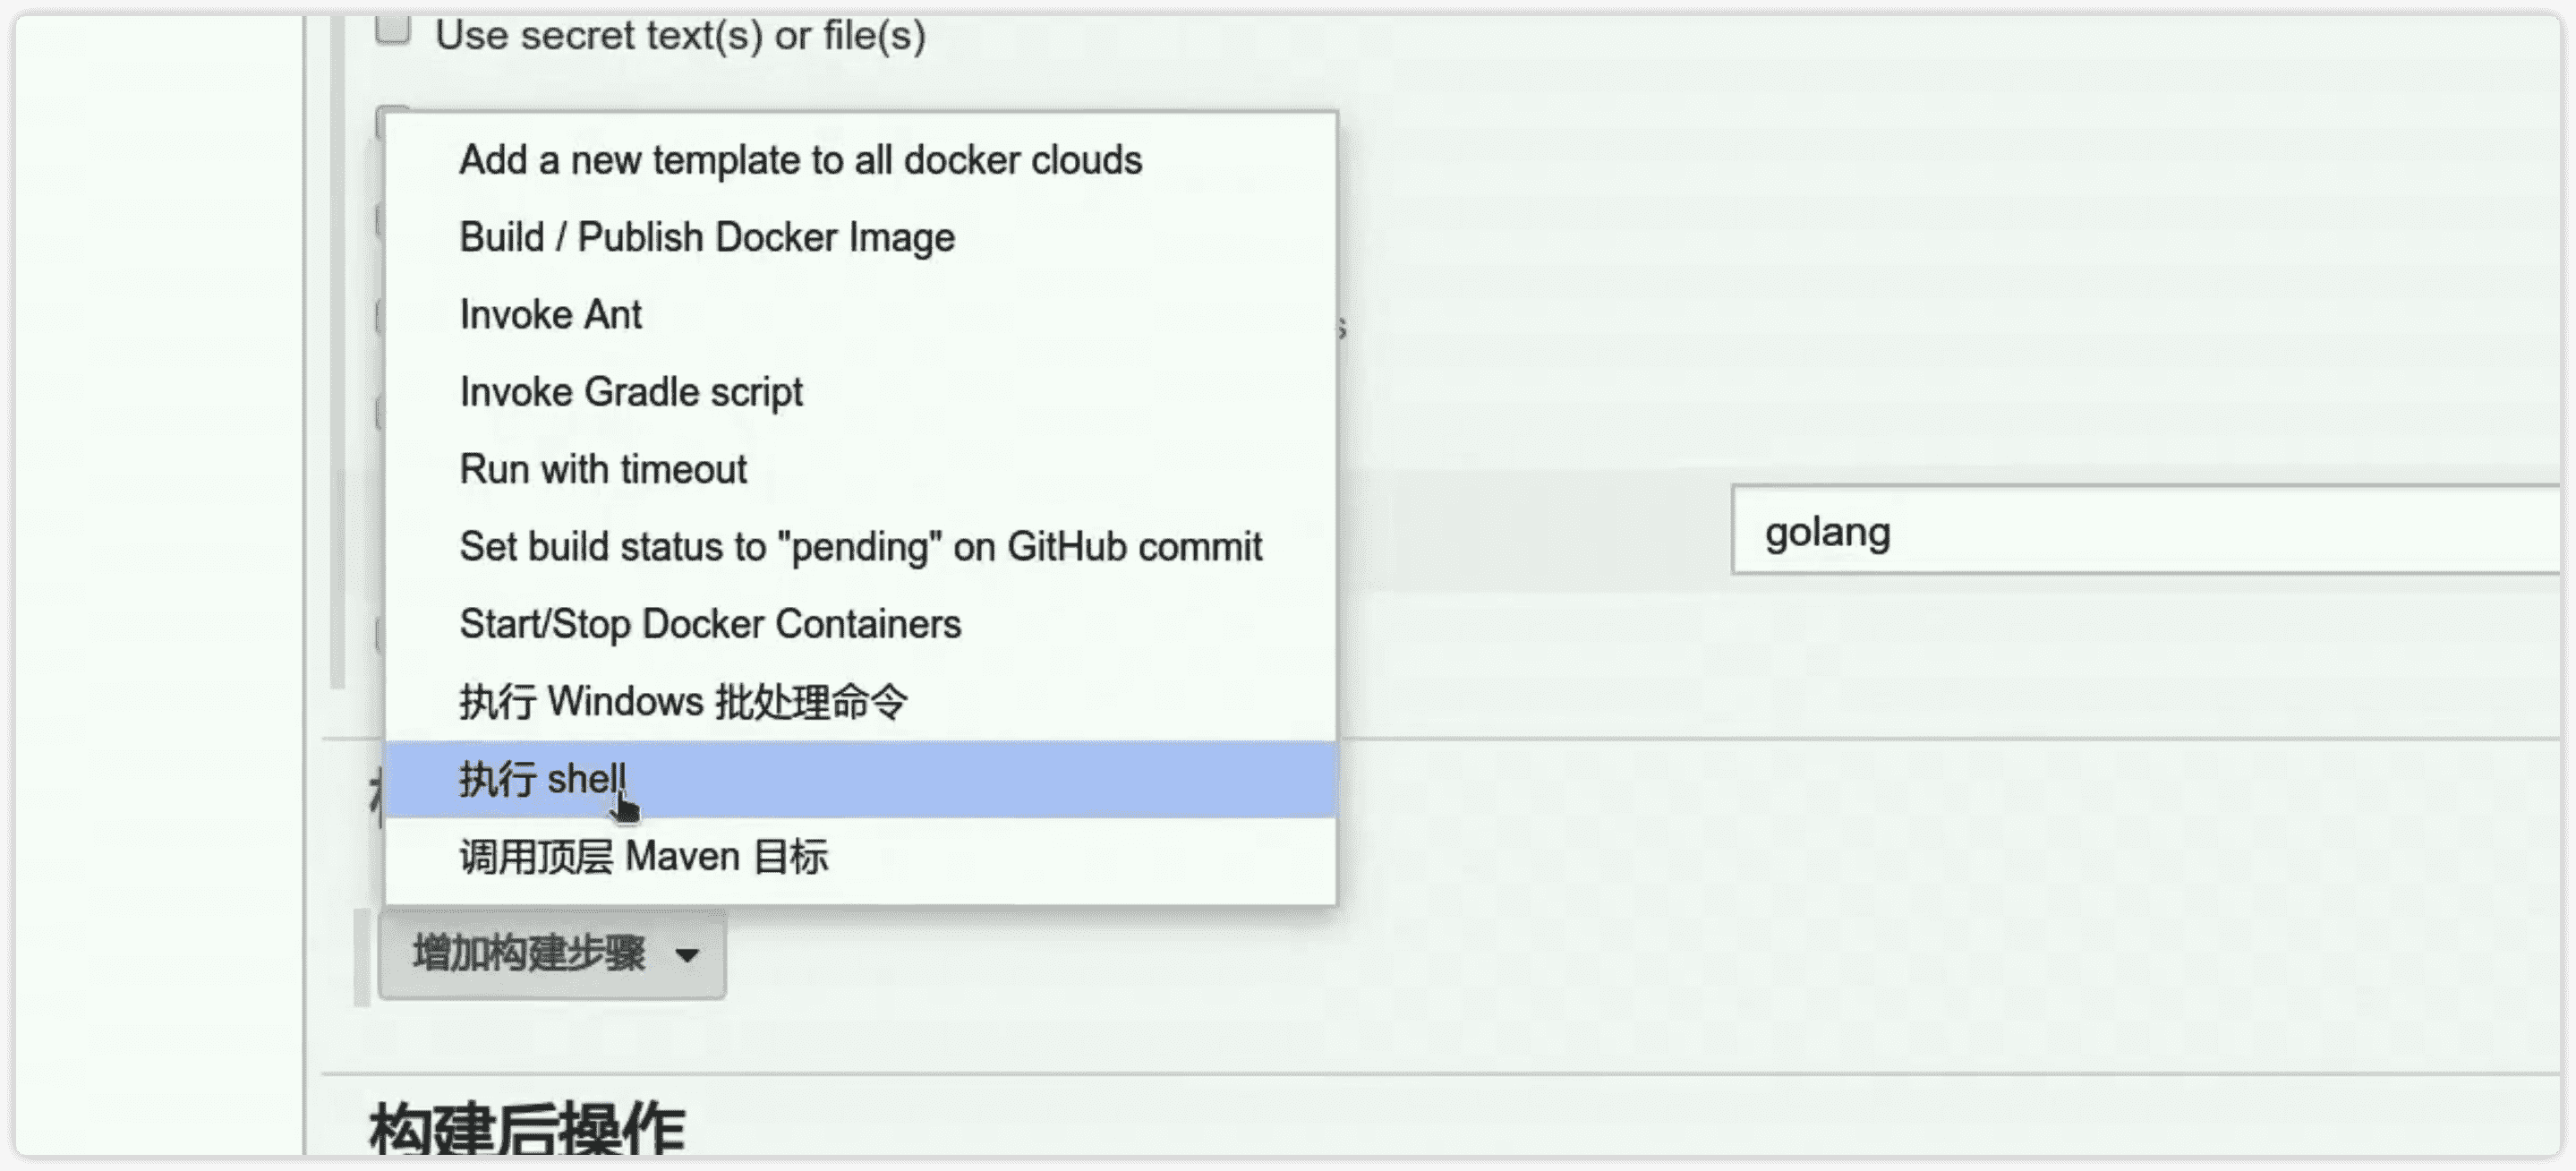 Use secret text(s) or file(s)
Add a new template to all docker clouds
Build / Publish Docker Image
Invoke Ant
Invoke Gradle script
Run with timeout
Set build status to "pending" on GitHub commit
golang
Start/Stop Docker Containers
执行 Windows 批处理命令
执行 shell
调用顶层 Maven 目标
增加构建步骤
构建后操作